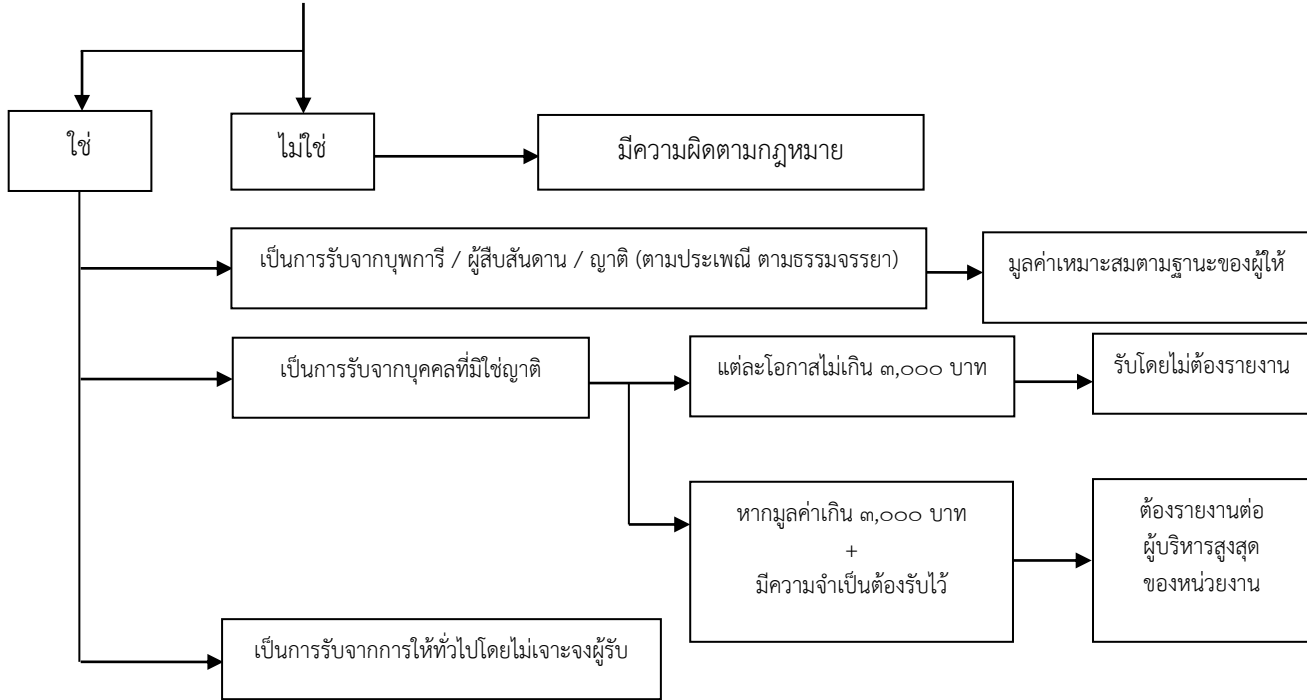 ใช่
ไม่ใช่
มีความผิดตามกฎหมาย
เป็นการรับจากบุพการี / ผู้สืบสันดาน / ญาติ (ตามประเพณี ตามธรรมจรรยา)
มูลค่าเหมาะสมตามฐานะของผู้ให้
เป็นการรับจากบุคคลที่มิใช่ญาติ
แต่ละโอกาสไม่เกิน ๓,๐๐๐ บาท
รับโดยไม่ต้องรายงาน
หากมูลค่าเกิน ๓,๐๐๐ บาท
+
มีความจำเป็นต้องรับไว้
ต้องรายงานต่อ
ผู้บริหารสูงสุด
ของหน่วยงาน
เป็นการรับจากการให้ทั่วไปโดยไม่เจาะจงผู้รับ